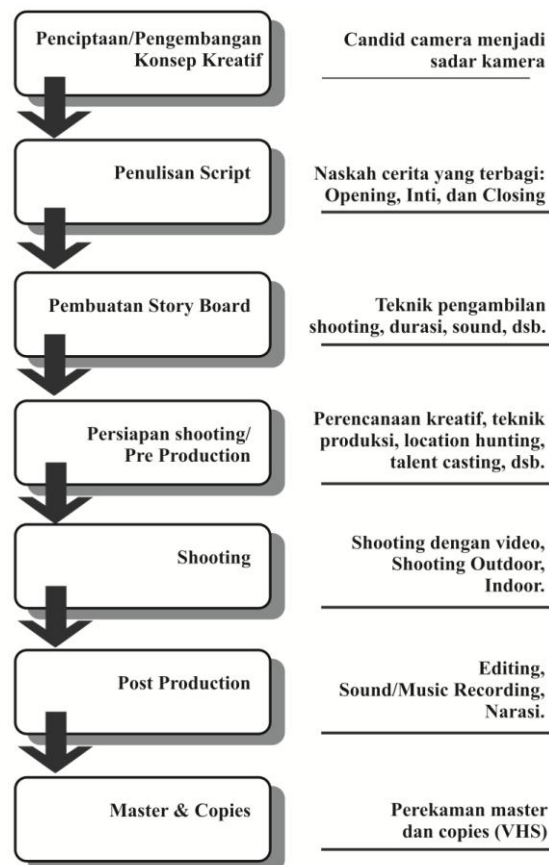 Penciptaan/Pengembangan
Konsep Kreatif
Candid camera menjadi
sadar kamera
Penulisan Script
Naskah cerita yang terbagi:
Opening, Inti, dan Closing
Pembuatan Story Board
Teknik pengambilan
shooting, durasi, sound, dsb.
Persiapan shooting/
Pre Production
Perencanaan kreatif, teknik
produksi, location hunting,
talent casting, dsb.
Shooting
Shooting dengan video,
Shooting Outdoor,
Indoor.
Post Production
Editing,
Sound/Music Recording,
Narasi.
Master & Copies
Perekaman master
dan copies (VHS)